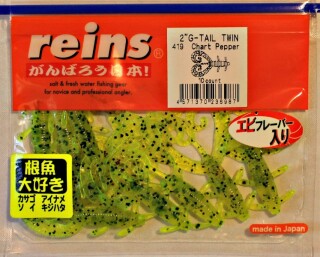 reins®
がんばろう日本!
salt & fresh water fishing gear
for novice and professional angler.
2"G-TAIL TWIN
419 Chart Pepper
エビフレーバー
入り
根魚
大好き
カサゴ アイナメ
ソイ キジハタ
made in Japan